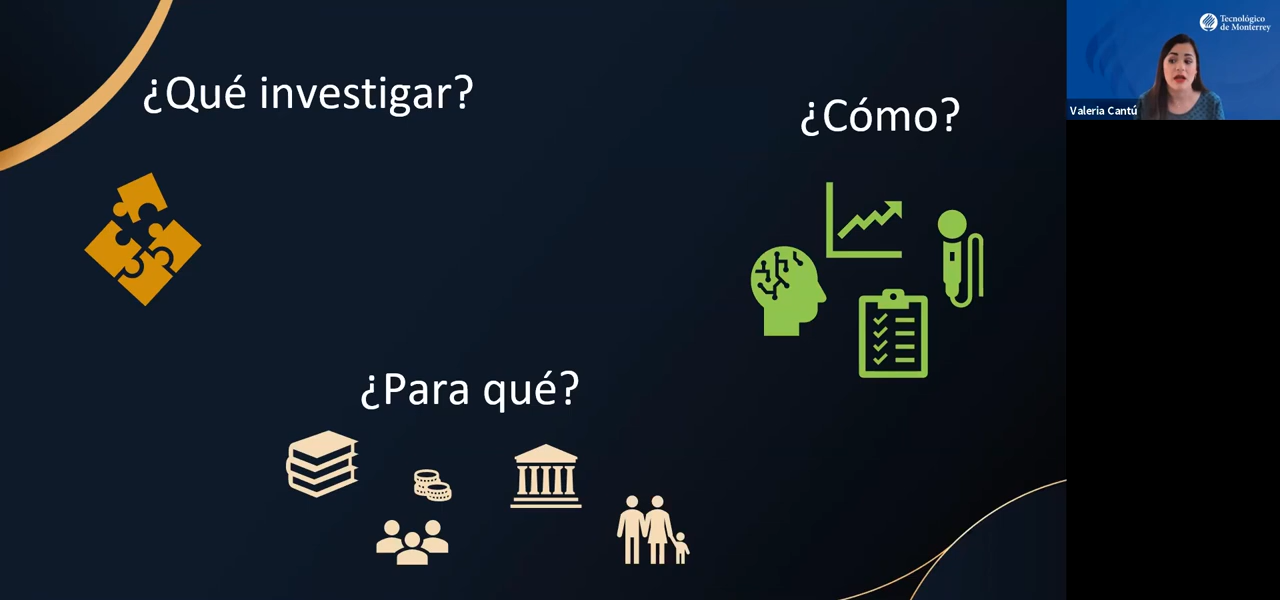 ¿Qué investigar?
¿Cómo?
¿Para qué?
Tecnológico
de Monterrey
Valeria Cantú